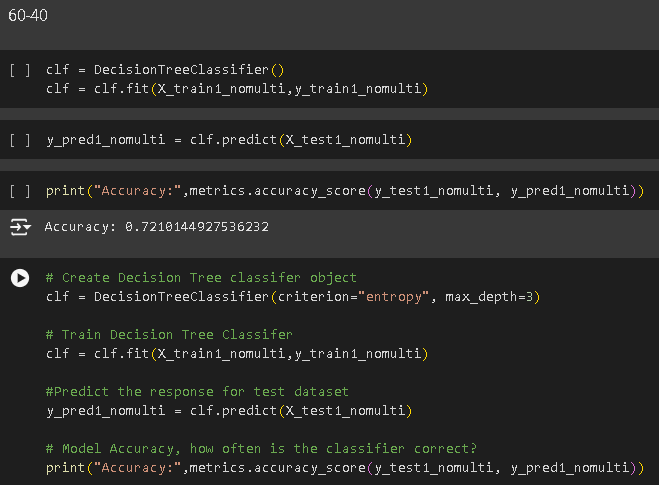 60-40
[ ] clf = DecisionTreeClassifier()
clf = clf.fit(X_train1_nomulti,y_train1_nomulti)
[ ] y_pred1_nomulti = clf.predict(X_test1_nomulti)
[ ] print("Accuracy:",metrics.accuracy_score(y_test1_nomulti, y_pred1_nomulti))
Accuracy: 0.7210144927536232
# Create Decision Tree classifer object
clf = DecisionTreeClassifier(criterion="entropy", max_depth=3)
# Train Decision Tree Classifer
clf = clf.fit(X_train1_nomulti,y_train1_nomulti)
#Predict the response for test dataset
y_pred1_nomulti = clf.predict(X_test1_nomulti)
# Model Accuracy, how often is the classifier correct?
print("Accuracy:",metrics.accuracy_score(y_test1_nomulti, y_pred1_nomulti))